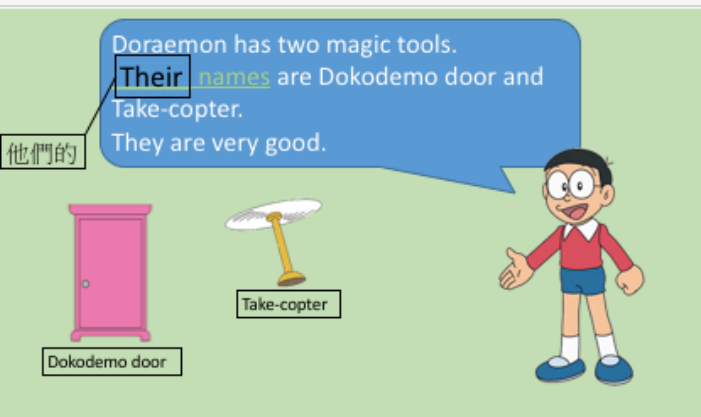 Doraemon has two magic tools.
Their names are Dokodemo door and
Take-copter.
They are very good.
他們的
Take-copter
Dokodemo door